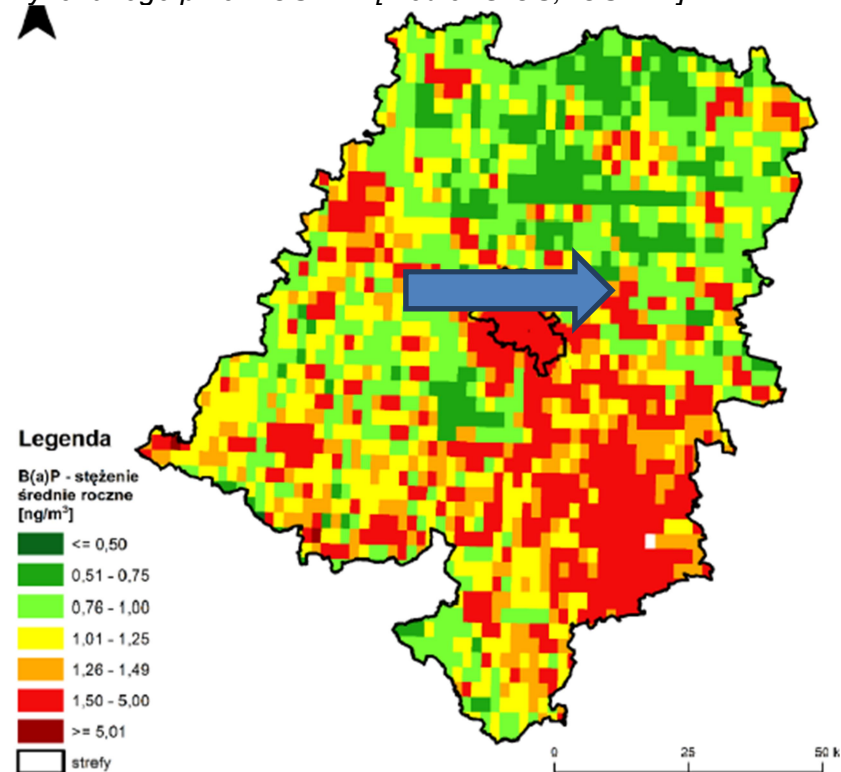 Legenda
B(a)P - stężenie
średnie roczne
[ng/m³]
<= 0,50
0,51 - 0,75
0,76 - 1,00
1,01 - 1,25
1,26 - 1,49
1,50 - 5,00
>= 5,01
strefy
0 25 50 k